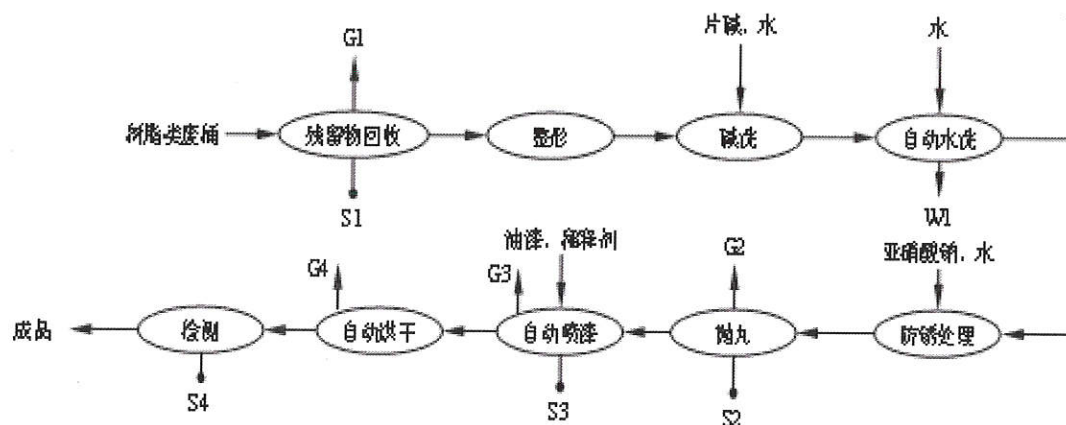 G1
片碱、水
水
树脂类废桶
残留物回收
整形
碱洗
自动水洗
S1
W1
油漆、稀释剂
G2
亚硝酸钠、水
G4
G3
成品
检测
自动烘干
自动喷漆
抛丸
防锈处理
S4
S3
S2